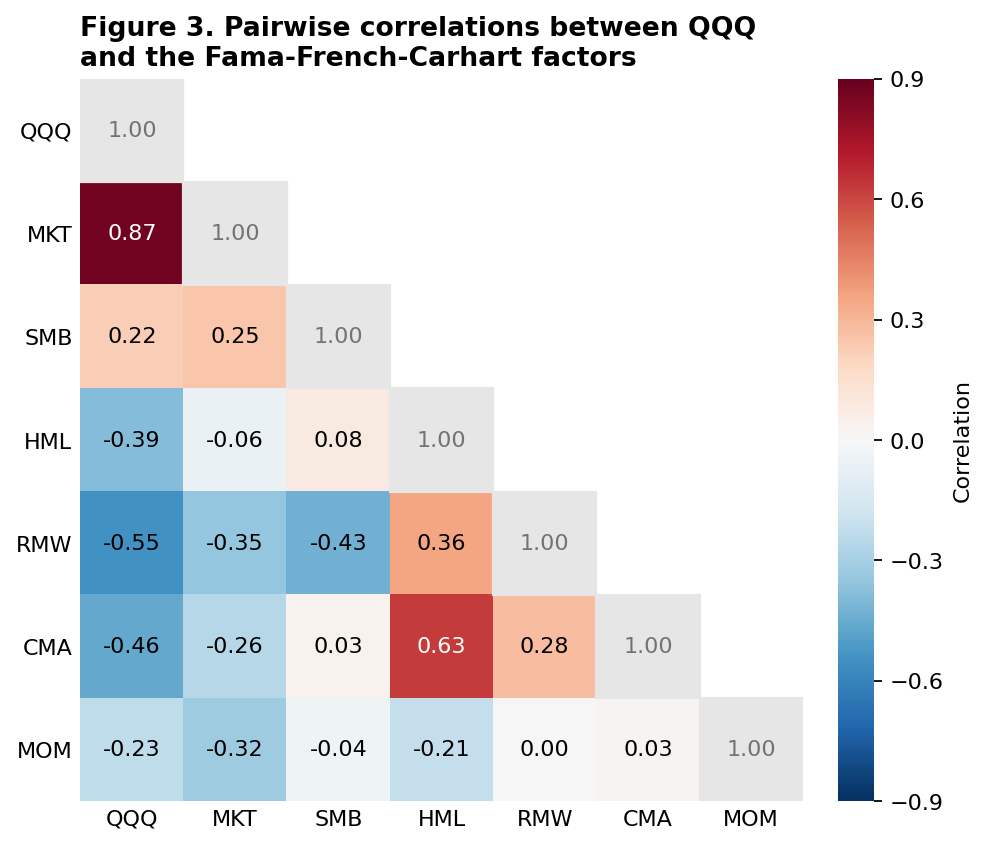 Figure 3. Pairwise correlations between QQQ
and the Fama-French-Carhart factors
QQQ 1.00
MKT 0.87 1.00
SMB 0.22 0.25 1.00
HML -0.39 -0.06 0.08 1.00
RMW -0.55 -0.35 -0.43 0.36 1.00
CMA -0.46 -0.26 0.03 0.63 0.28 1.00
MOM -0.23 -0.32 -0.04 -0.21 0.00 0.03 1.00
QQQ MKT SMB HML RMW CMA MOM
0.9
0.6
0.3
0.0
−0.3
−0.6
−0.9
Correlation